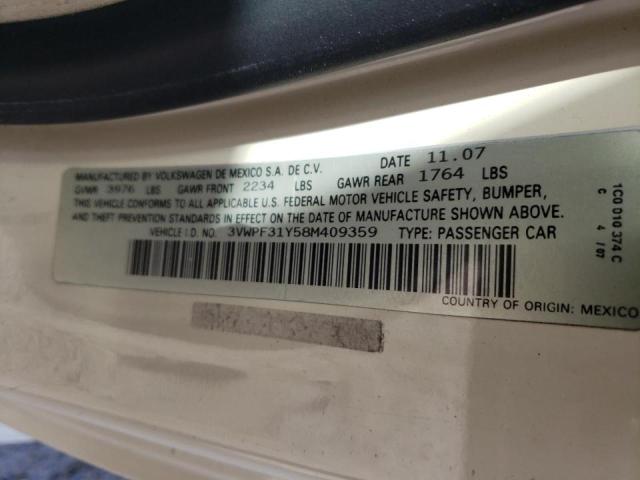 MANUFACTURED BY VOLKSWAGEN DE MEXICO S.A. DE C.V. DATE 11.07
GVWR 3976 LBS GAWR FRONT 2234 LBS GAWR REAR 1764 LBS
THIS VEHICLE CONFORMS TO ALL APPLICABLE U.S. FEDERAL MOTOR VEHICLE SAFETY, BUMPER,
AND THEFT PREVENTION STANDARDS IN EFFECT ON THE DATE OF MANUFACTURE SHOWN ABOVE.
VEHICLE I.D. NO. 3VWPF31Y58M409359 TYPE: PASSENGER CAR
COUNTRY OF ORIGIN: MEXICO
1C0 010 374 C
C 4 / 07